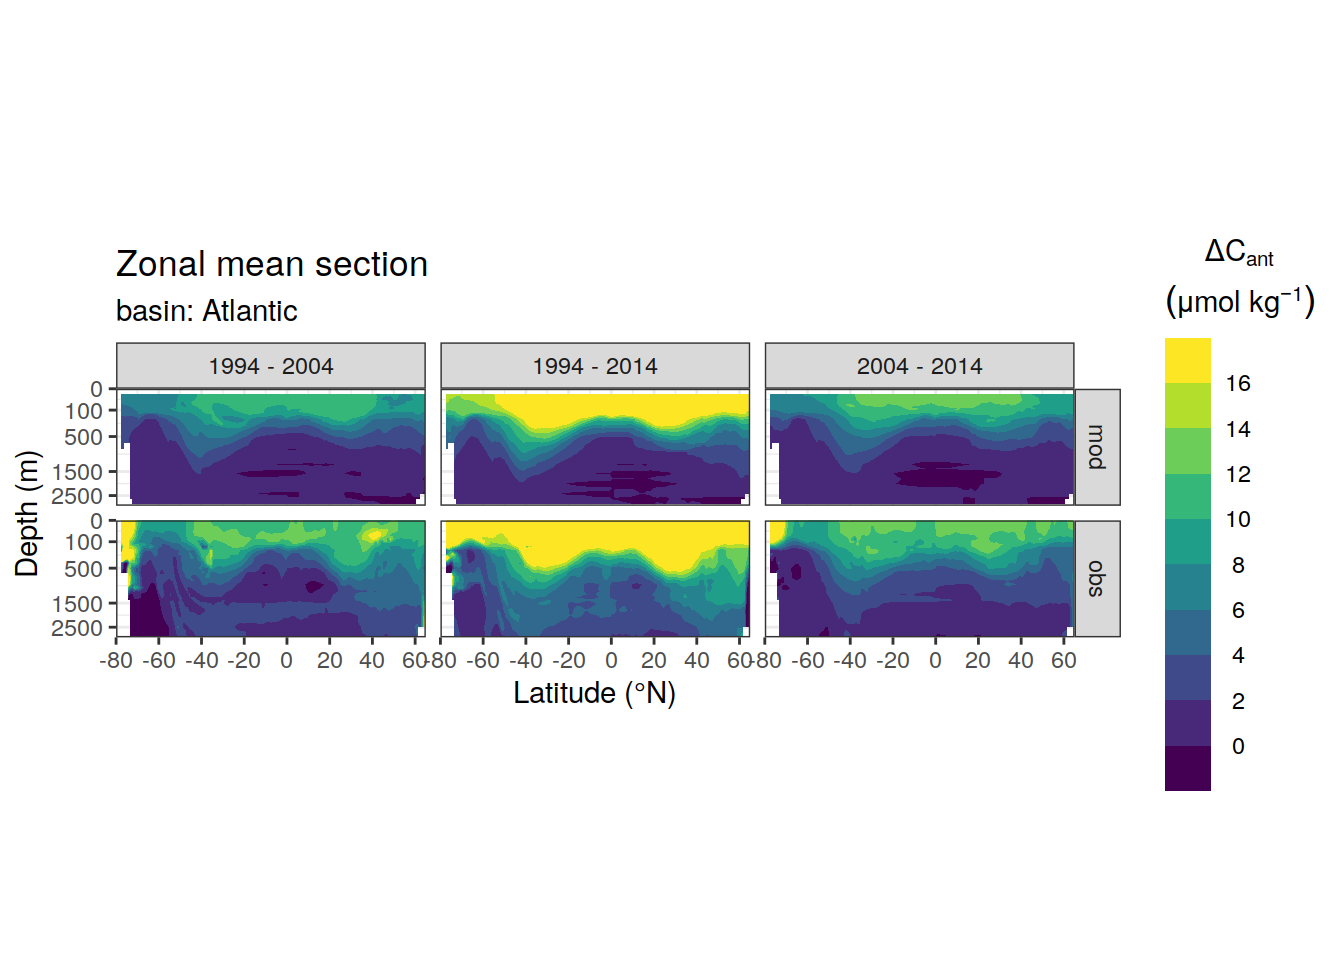 Zonal mean section
basin: Atlantic
ΔCant
(μmol kg⁻¹)
1994 - 2004
1994 - 2014
2004 - 2014
0
100
500
1500
2500
mod
0
100
500
1500
2500
obs
Depth (m)
-80 -60 -40 -20 0 20 40 60
-80 -60 -40 -20 0 20 40 60
-80 -60 -40 -20 0 20 40 60
Latitude (°N)
16
14
12
10
8
6
4
2
0